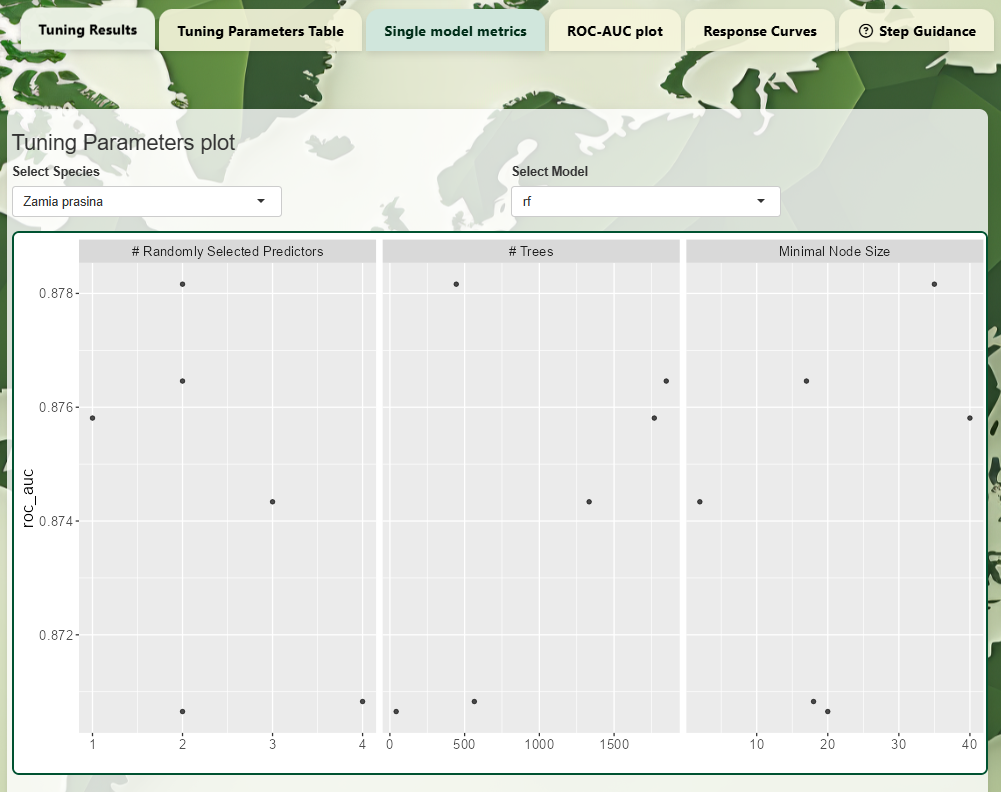 Tuning Results
Tuning Parameters Table
Single model metrics
ROC-AUC plot
Response Curves
Step Guidance
Tuning Parameters plot
Select Species
Select Model
Zamia prasina
rf
# Randomly Selected Predictors
# Trees
Minimal Node Size
0.878
0.876
0.874
0.872
roc_auc
1 2 3 4
0 500 1000 1500
10 20 30 40